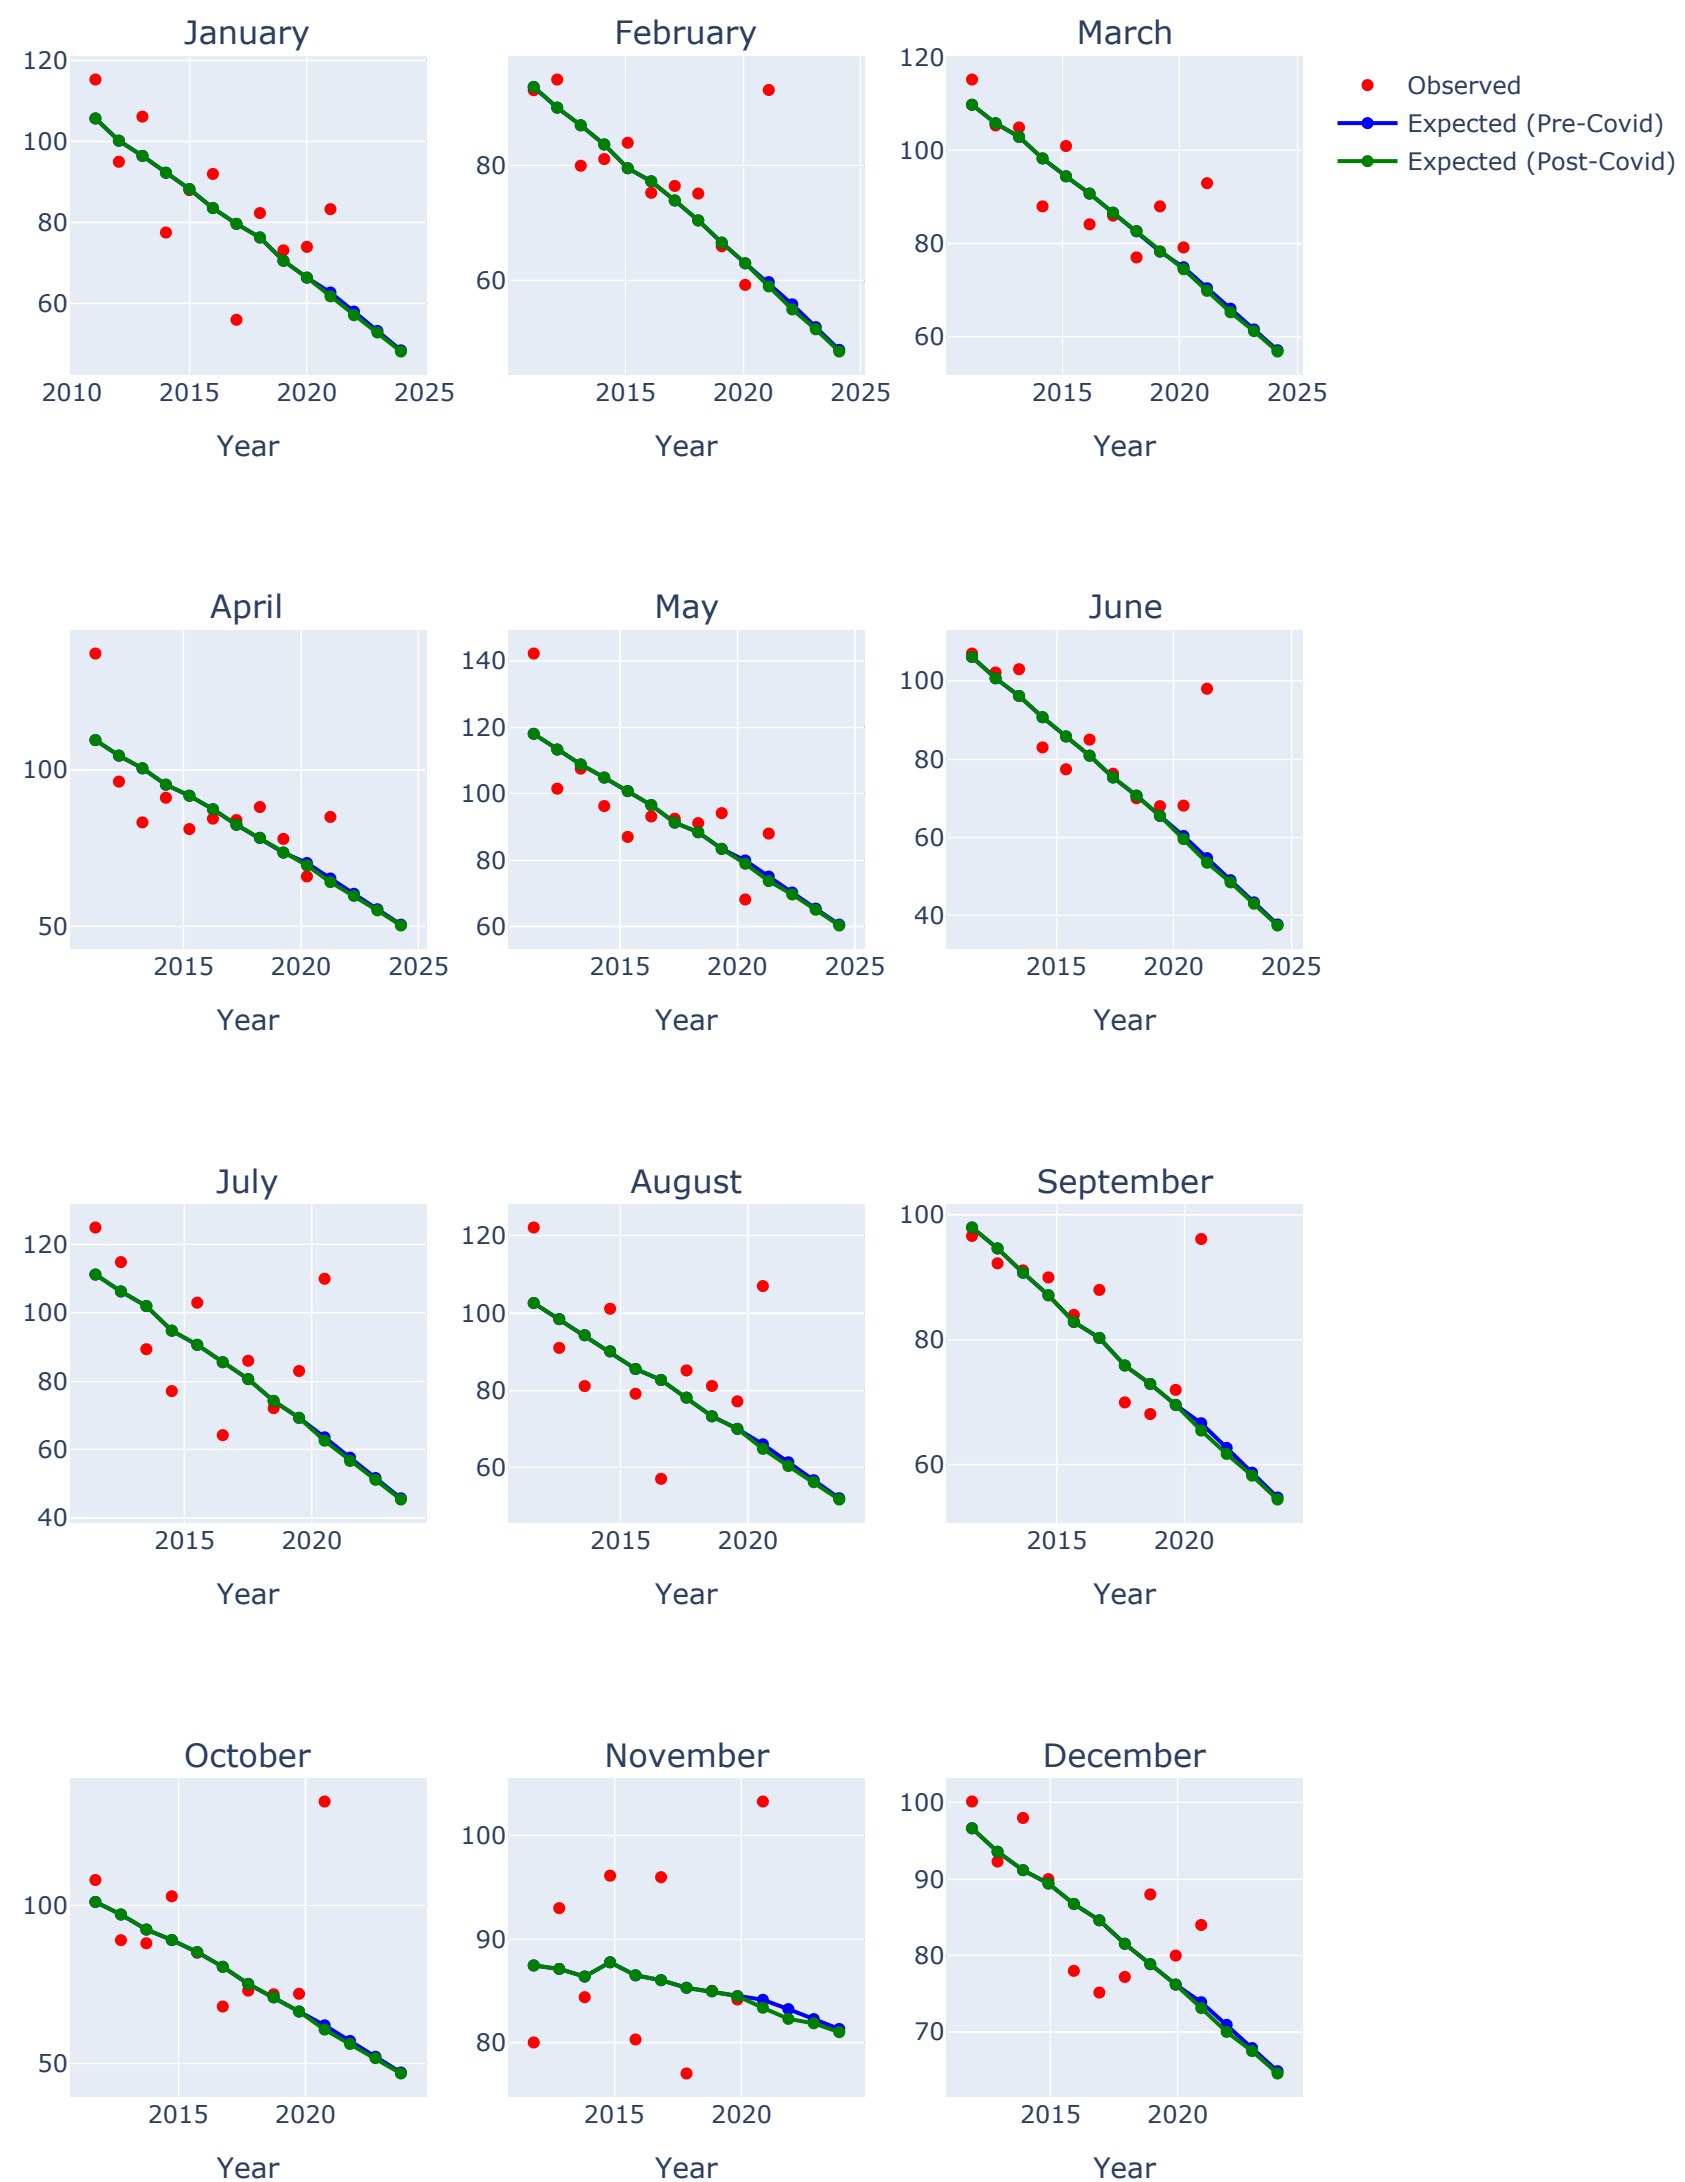 January
February
March
120
100
80
60
2010
2015
2020
2025
Year
80
60
2015
2020
2025
Year
120
100
80
60
2015
2020
2025
Year
Observed
Expected (Pre-Covid)
Expected (Post-Covid)
April
May
June
100
50
2015
2020
2025
Year
140
120
100
80
60
2015
2020
2025
Year
100
80
60
40
2015
2020
2025
Year
July
August
September
120
100
80
60
40
2015
2020
Year
120
100
80
60
2015
2020
Year
100
80
60
2015
2020
Year
October
November
December
100
50
2015
2020
Year
100
90
80
2015
2020
Year
100
90
80
70
2015
2020
Year